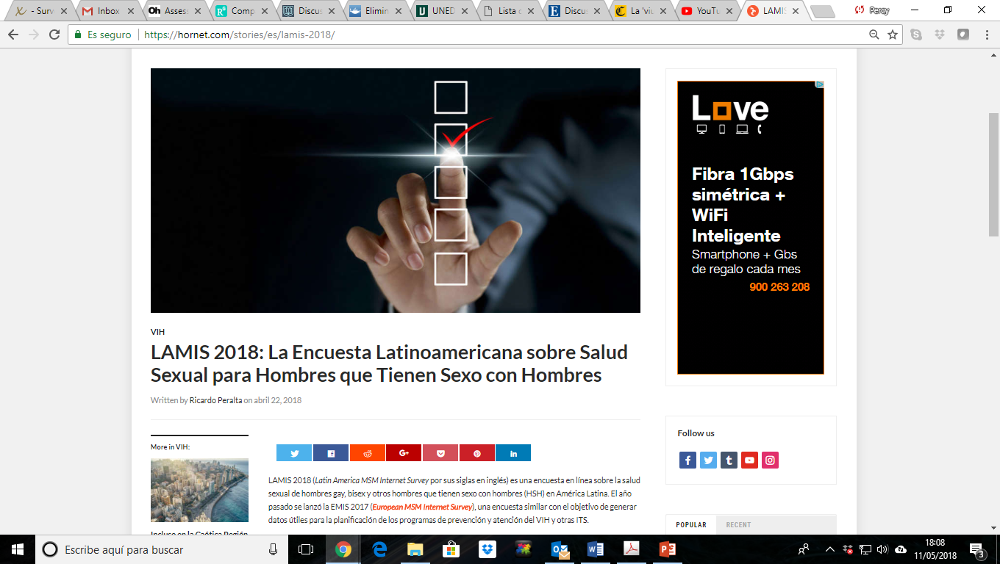 - Surv
Inbox
Oh Assess
Comp
Discus
Elimin
UNED
Lista c
Discu
La 'viu
YouTu
LAMIS
Percy
Es seguro
https://hornet.com/stories/es/lamis-2018/
VIH
LAMIS 2018: La Encuesta Latinoamericana sobre Salud
Sexual para Hombres que Tienen Sexo con Hombres
Written by Ricardo Peralta on abril 22, 2018
More in VIH:
Incluso en la Caótica Región
LAMIS 2018 (Latin America MSM Internet Survey por sus siglas en inglés) es una encuesta en línea sobre la salud
sexual de hombres gay, bisex y otros hombres que tienen sexo con hombres (HSH) en América Latina. El año
pasado se lanzó la EMIS 2017 (European MSM Internet Survey), una encuesta similar con el objetivo de generar
datos útiles para la planificación de los programas de prevención y atención del VIH y otras ITS.
Love
Fibra 1Gbps
simétrica +
WiFi
Inteligente
Smartphone + Gbs
de regalo cada mes
900 263 208
Follow us
POPULAR
RECENT
Escribe aquí para buscar
18:08
11/05/2018
3